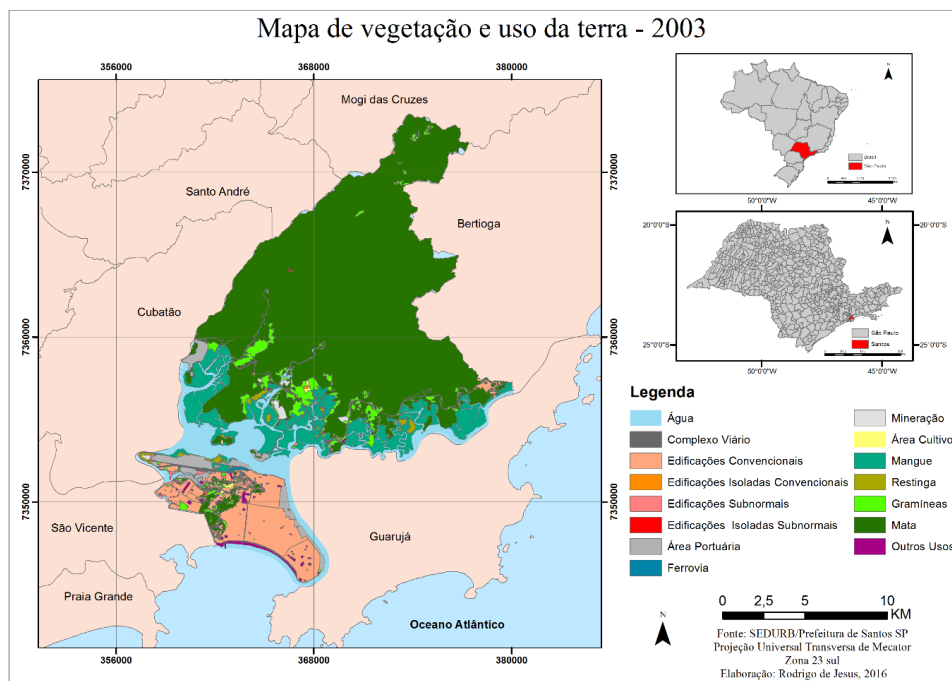 Mapa de vegetação e uso da terra - 2003
356000
368000
380000
7370000
7360000
7350000
Mogi das Cruzes
Santo André
Bertioga
Cubatão
São Vicente
Guarujá
Praia Grande
Oceano Atlântico
356000
368000
380000
N
Brasil
São Paulo
50°0'0"W
45°0'0"W
20°0'0"S
25°0'0"S
N
São Paulo
Santos
20°0'0"S
25°0'0"S
50°0'0"W
45°0'0"W
Legenda
Água
Complexo Viário
Edificações Convencionais
Edificações Isoladas Convencionais
Edificações Subnormais
Edificações Isoladas Subnormais
Área Portuária
Ferrovia
Mineração
Área Cultivo
Mangue
Restinga
Gramíneas
Mata
Outros Usos
N
0 2,5 5 10
KM
Fonte: SEDURB/Prefeitura de Santos SP
Projeção Universal Transversa de Mecator
Zona 23 sul
Elaboração: Rodrigo de Jesus, 2016